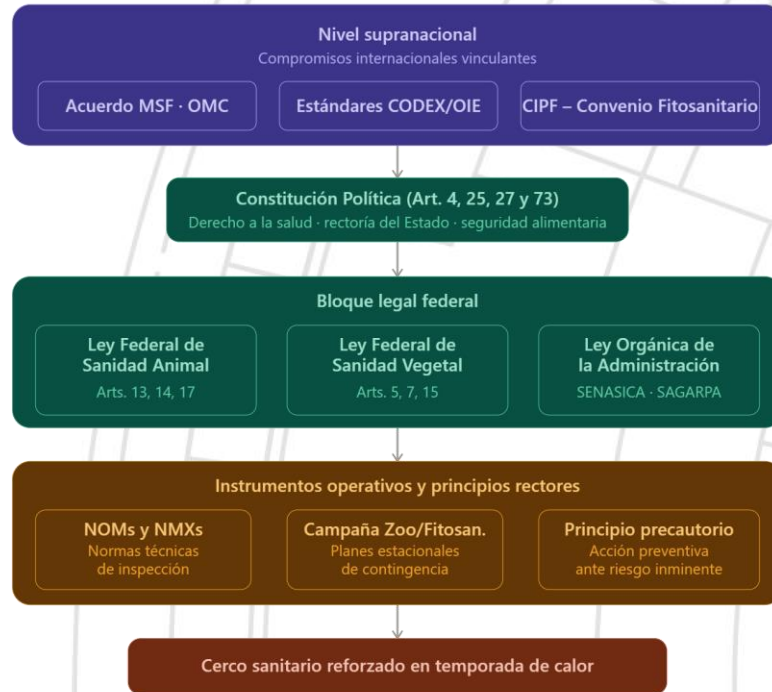 Nivel supranacional
Compromisos internacionales vinculantes
Acuerdo MSF · OMC
Estándares CODEX/OIE
CIPF – Convenio Fitosanitario
Constitución Política (Art. 4, 25, 27 y 73)
Derecho a la salud · rectoría del Estado · seguridad alimentaria
Bloque legal federal
Ley Federal de
Sanidad Animal
Arts. 13, 14, 17
Ley Federal de
Sanidad Vegetal
Arts. 5, 7, 15
Ley Orgánica de
la Administración
SENASICA · SAGARPA
Instrumentos operativos y principios rectores
NOMs y NMXs
Normas técnicas
de inspección
Campaña Zoo/Fitosan.
Planes estacionales
de contingencia
Principio precautorio
Acción preventiva
ante riesgo inminente
Cerco sanitario reforzado en temporada de calor